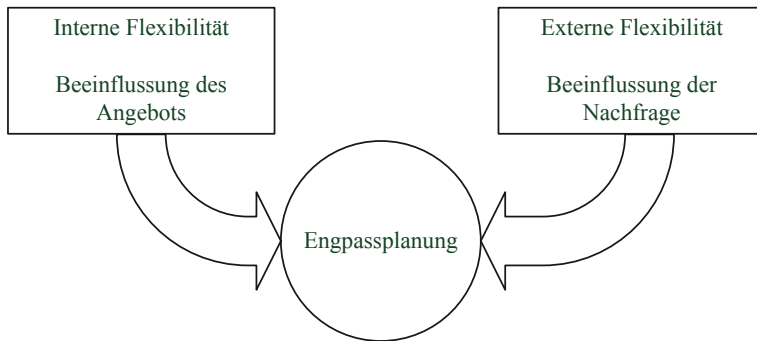 Interne Flexibilität
Beeinflussung des
Angebots
Externe Flexibilität
Beeinflussung der
Nachfrage
Engpassplanung